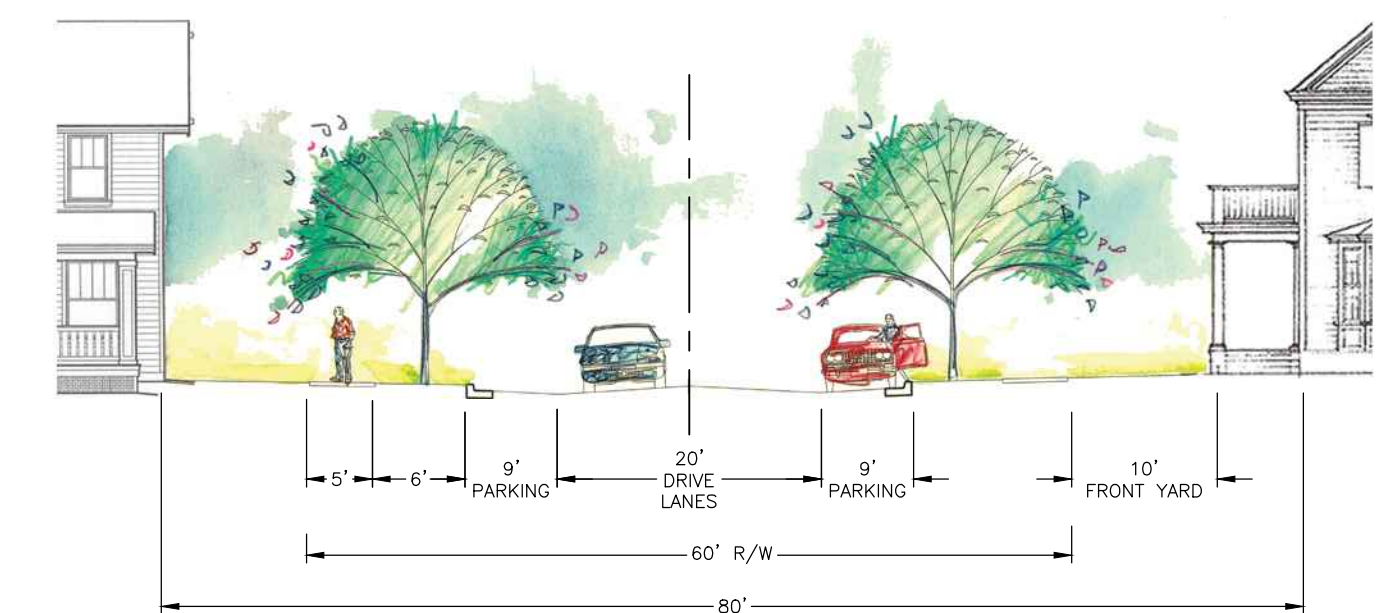 5'
6'
9'
PARKING
20'
DRIVE
LANES
9'
PARKING
10'
FRONT YARD
60' R/W
80'